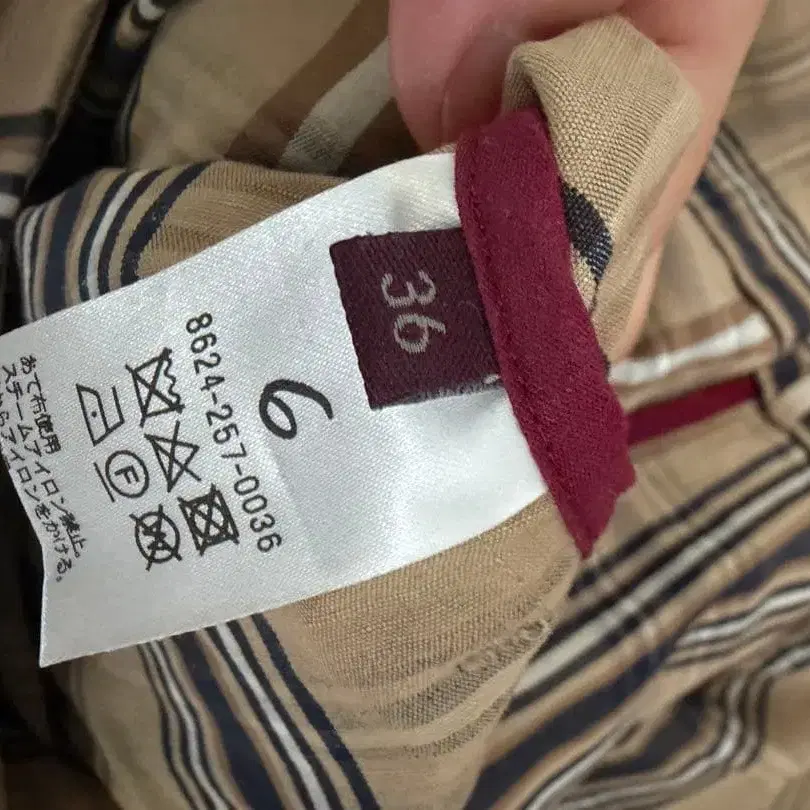 36
6
8624-257-0036
F
あて布使用
スチームアイロン禁止。
アイロンをかける。